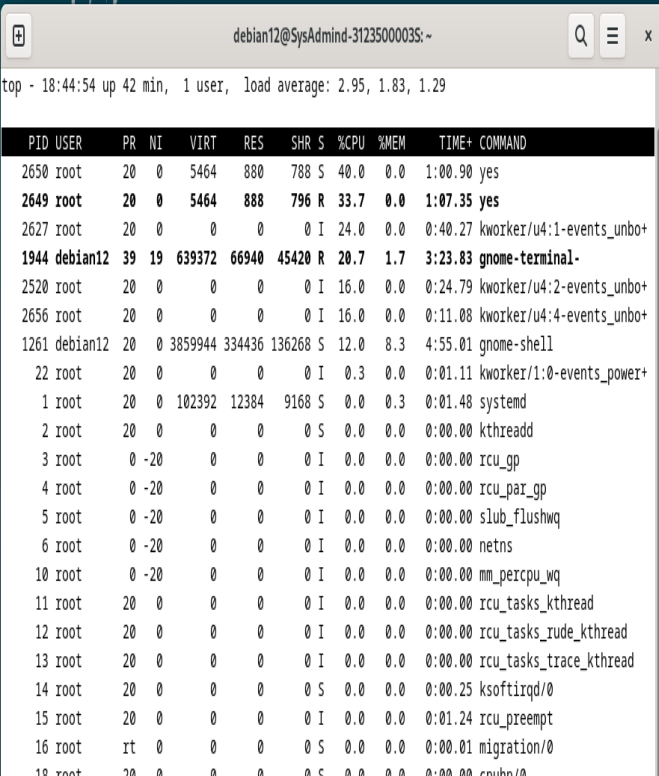 debian12@SysAdmind-3123500003S: ~
top - 18:44:54 up 42 min,  1 user,  load average: 2.95, 1.83, 1.29
PID USER PR NI VIRT RES SHR S %CPU %MEM TIME+ COMMAND
2650 root 20 0 5464 880 788 S 40.0 0.0 1:00.90 yes
2649 root 20 0 5464 888 796 R 33.7 0.0 1:07.35 yes
2627 root 20 0 0 0 0 I 24.0 0.0 0:40.27 kworker/u4:1-events_unbo+
1944 debian12 39 19 639372 66940 45420 R 20.7 1.7 3:23.83 gnome-terminal-
2520 root 20 0 0 0 0 I 16.0 0.0 0:24.79 kworker/u4:2-events_unbo+
2656 root 20 0 0 0 0 I 16.0 0.0 0:11.08 kworker/u4:4-events_unbo+
1261 debian12 20 0 3859944 334436 136268 S 12.0 8.3 4:55.01 gnome-shell
22 root 20 0 0 0 0 I 0.3 0.0 0:01.11 kworker/1:0-events_power+
1 root 20 0 102392 12384 9168 S 0.0 0.3 0:01.48 systemd
2 root 20 0 0 0 0 S 0.0 0.0 0:00.00 kthreadd
3 root 0 -20 0 0 0 I 0.0 0.0 0:00.00 rcu_gp
4 root 0 -20 0 0 0 I 0.0 0.0 0:00.00 rcu_par_gp
5 root 0 -20 0 0 0 I 0.0 0.0 0:00.00 slub_flushwq
6 root 0 -20 0 0 0 I 0.0 0.0 0:00.00 netns
10 root 0 -20 0 0 0 I 0.0 0.0 0:00.00 mm_percpu_wq
11 root 20 0 0 0 0 I 0.0 0.0 0:00.00 rcu_tasks_kthread
12 root 20 0 0 0 0 I 0.0 0.0 0:00.00 rcu_tasks_rude_kthread
13 root 20 0 0 0 0 I 0.0 0.0 0:00.00 rcu_tasks_trace_kthread
14 root 20 0 0 0 0 S 0.0 0.0 0:00.25 ksoftirqd/0
15 root 20 0 0 0 0 I 0.0 0.0 0:01.24 rcu_preempt
16 root rt 0 0 0 0 S 0.0 0.0 0:00.01 migration/0
18 root 20 0 0 0 0 S 0.0 0.0 0:00.00 cpuhp/0